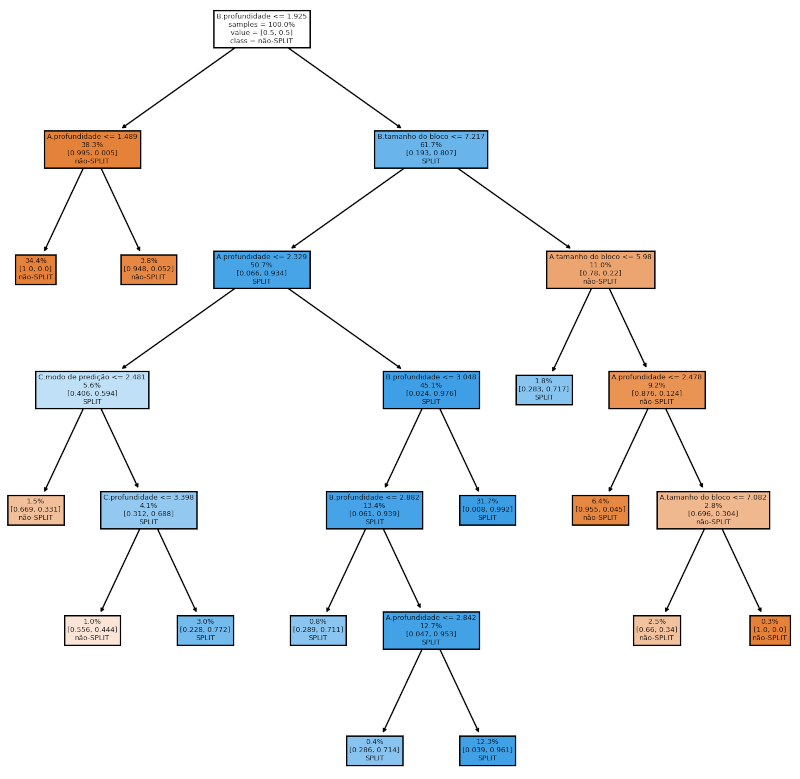 B.profundidade <= 1.925
samples = 100.0%
value = [0.5, 0.5]
class = não-SPLIT
A.profundidade <= 1.489
38.3%
[0.995, 0.005]
não-SPLIT
B.tamanho do bloco <= 7.217
61.7%
[0.193, 0.807]
SPLIT
34.4%
[1.0, 0.0]
não-SPLIT
3.8%
[0.948, 0.052]
não-SPLIT
A.profundidade <= 2.329
50.7%
[0.066, 0.934]
SPLIT
A.tamanho do bloco <= 5.98
11.0%
[0.78, 0.22]
não-SPLIT
C.modo de predição <= 2.481
5.6%
[0.406, 0.594]
SPLIT
B.profundidade <= 3.048
45.1%
[0.024, 0.976]
SPLIT
1.8%
[0.283, 0.717]
SPLIT
A.profundidade <= 2.478
9.2%
[0.876, 0.124]
não-SPLIT
1.5%
[0.669, 0.331]
não-SPLIT
C.profundidade <= 3.398
4.1%
[0.312, 0.688]
SPLIT
B.profundidade <= 2.882
13.4%
[0.061, 0.939]
SPLIT
31.7%
[0.008, 0.992]
SPLIT
6.4%
[0.955, 0.045]
não-SPLIT
A.tamanho do bloco <= 7.082
2.8%
[0.696, 0.304]
não-SPLIT
1.0%
[0.556, 0.444]
não-SPLIT
3.0%
[0.228, 0.772]
SPLIT
0.8%
[0.289, 0.711]
SPLIT
A.profundidade <= 2.842
12.7%
[0.047, 0.953]
SPLIT
2.5%
[0.66, 0.34]
não-SPLIT
0.3%
[1.0, 0.0]
não-SPLIT
0.4%
[0.286, 0.714]
SPLIT
12.3%
[0.039, 0.961]
SPLIT